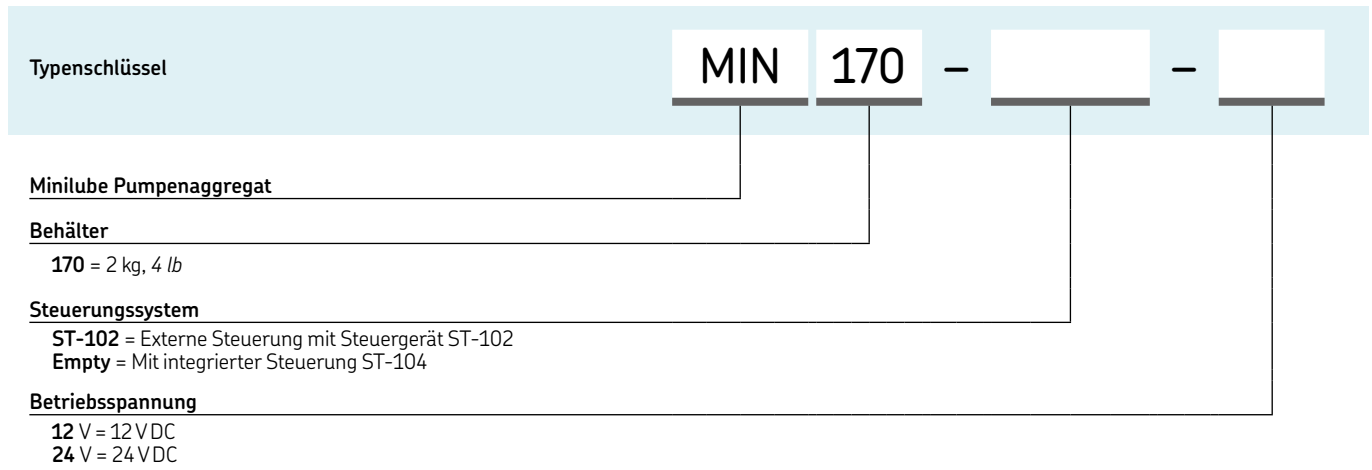 Typenschlüssel MIN 170 – –
Minilube Pumpenaggregat
Behälter
170 = 2 kg, 4 lb
Steuerungssystem
ST-102 = Externe Steuerung mit Steuergerät ST-102
Empty = Mit integrierter Steuerung ST-104
Betriebsspannung
12 V = 12 V DC
24 V = 24 V DC